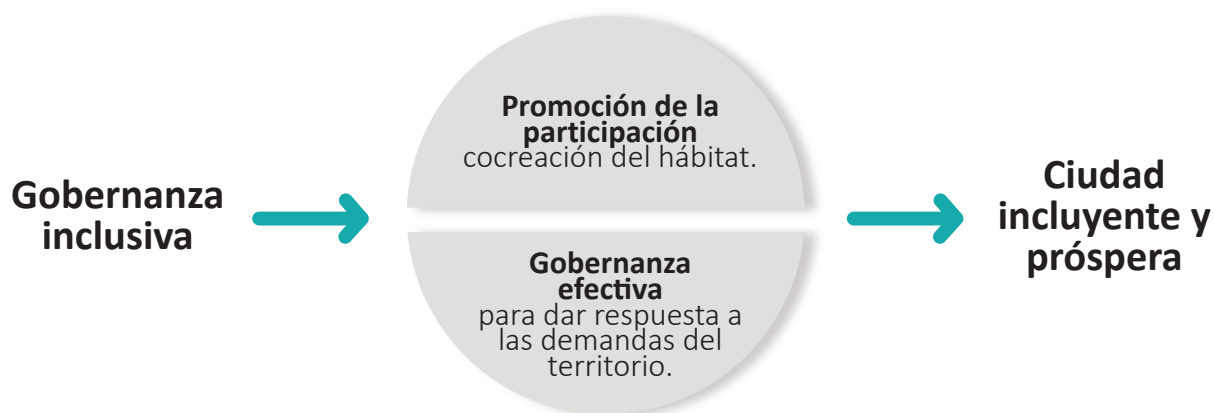 Gobernanza
inclusiva
Promoción de la
participación
cocreación del hábitat.
Gobernanza
efectiva
para dar respuesta a
las demandas del
territorio.
Ciudad
incluyente y
próspera